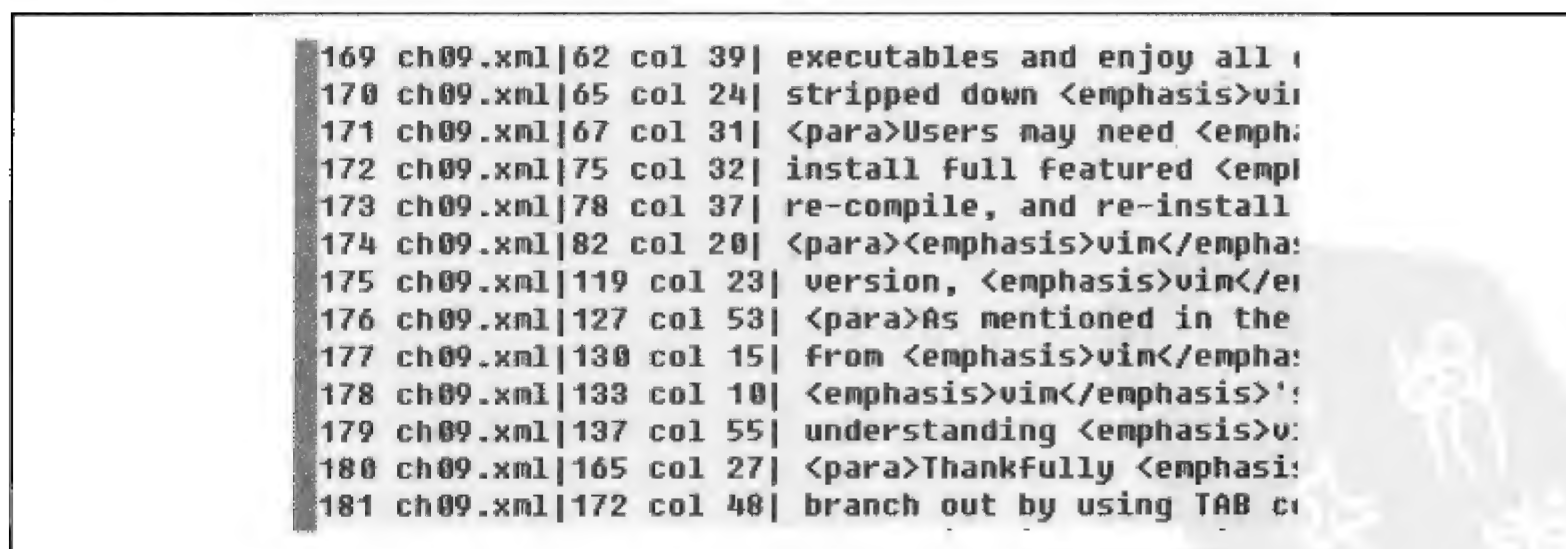 169 ch09.xml|62 col 39| executables and enjoy all
170 ch09.xml|65 col 24| stripped down <emphasis>vi
171 ch09.xml|67 col 31| <para>Users may need <emph
172 ch09.xml|75 col 32| install full featured <emp
173 ch09.xml|78 col 37| re-compile, and re-install
174 ch09.xml|82 col 20| <para><emphasis>vim</empha
175 ch09.xml|119 col 23| version, <emphasis>vim</e
176 ch09.xml|127 col 53| <para>As mentioned in the
177 ch09.xml|130 col 15| from <emphasis>vim</empha
178 ch09.xml|133 col 10| <emphasis>vim</emphasis>'
179 ch09.xml|137 col 55| understanding <emphasis>v
180 ch09.xml|165 col 27| <para>Thankfully <emphasi
181 ch09.xml|172 col 48| branch out by using TAB c